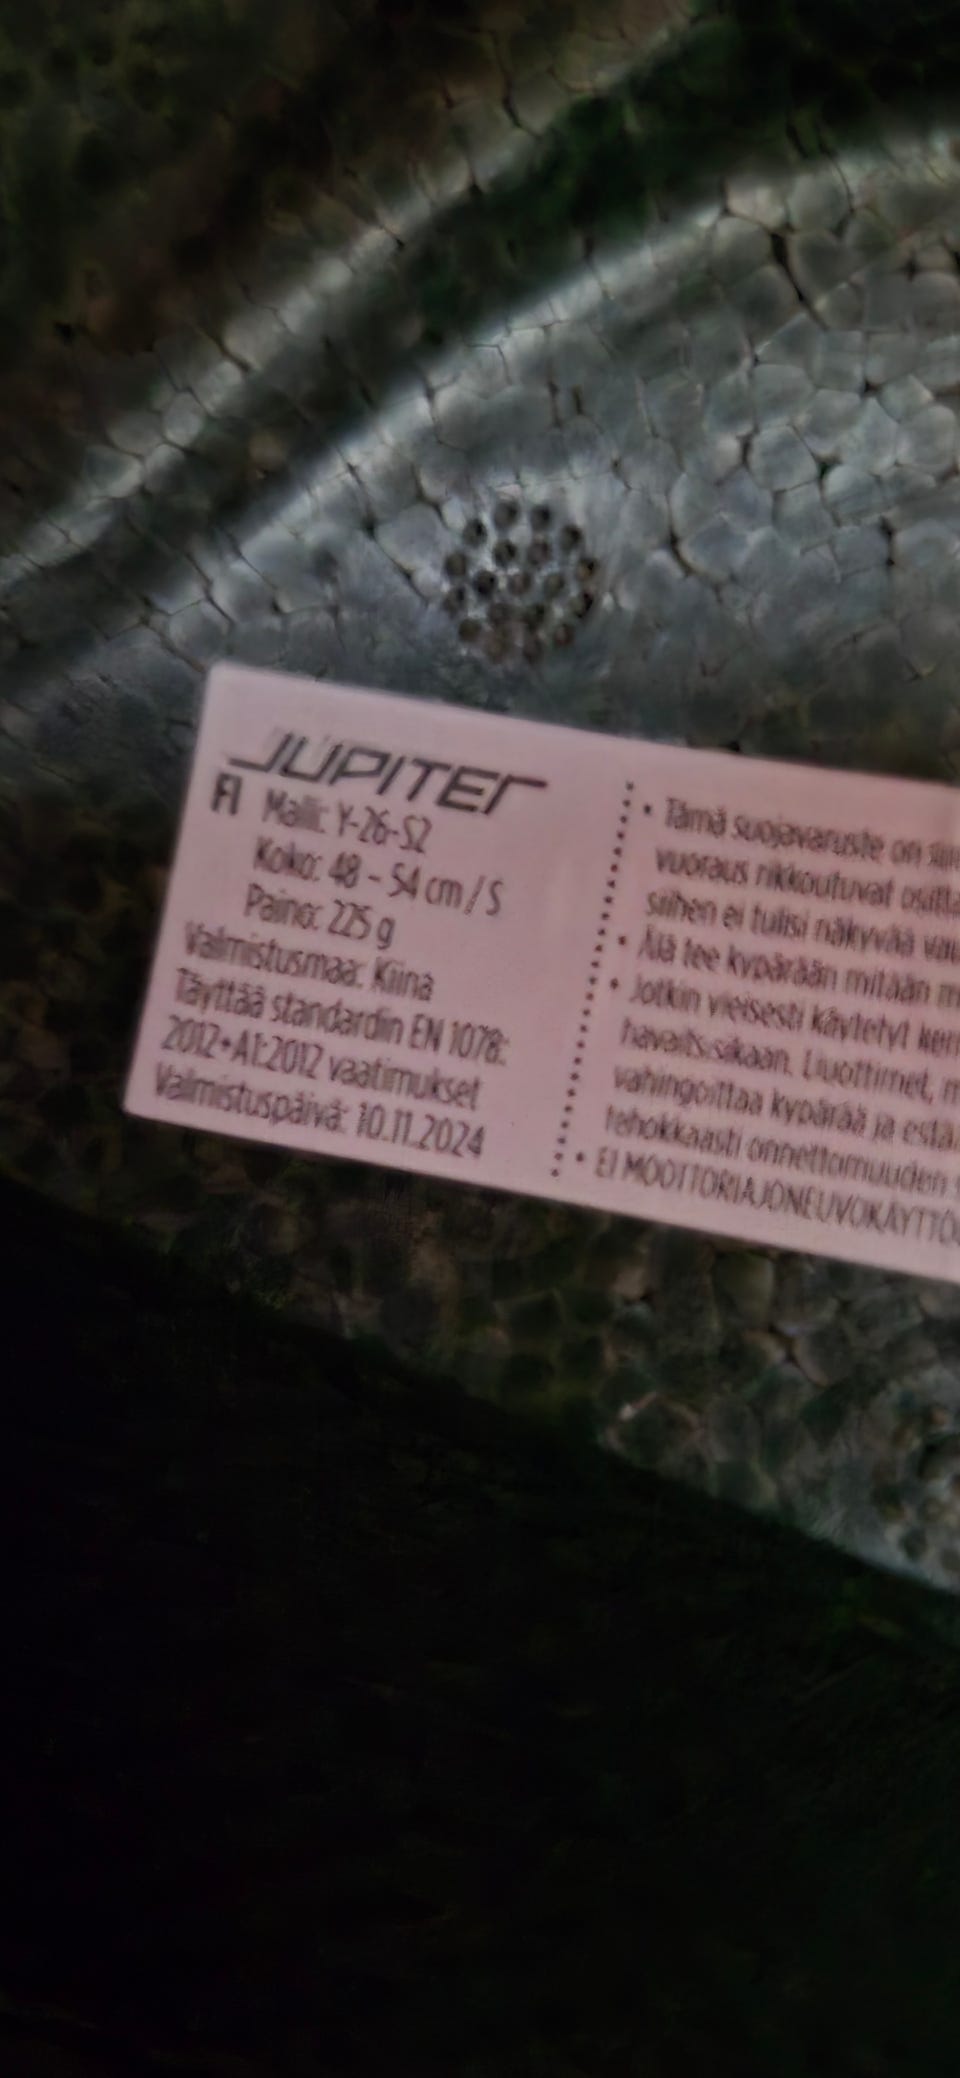 JUPITER
FI Malli: Y-26-S2
Koko: 48 - 54 cm / S
Paino: 225 g
Valmistusmaa: Kiina
Täyttää standardin EN 1078:
2012+A1:2012 vaatimukset
Valmistuspäivä: 10.11.2024
• Tämä suojavaruste on
vuoraus rikkoutuvat
siihen ei tulisi näkyvää
• Älä tee kypärään mitään
• Jotkin yleisesti käytetyt
havaitsisikaan. Liuottimet,
vahingoittaa kypärää ja
tehokkaasti onnettomuuden
• EI MOOTTORIAJONEUVOKÄYTTÖ